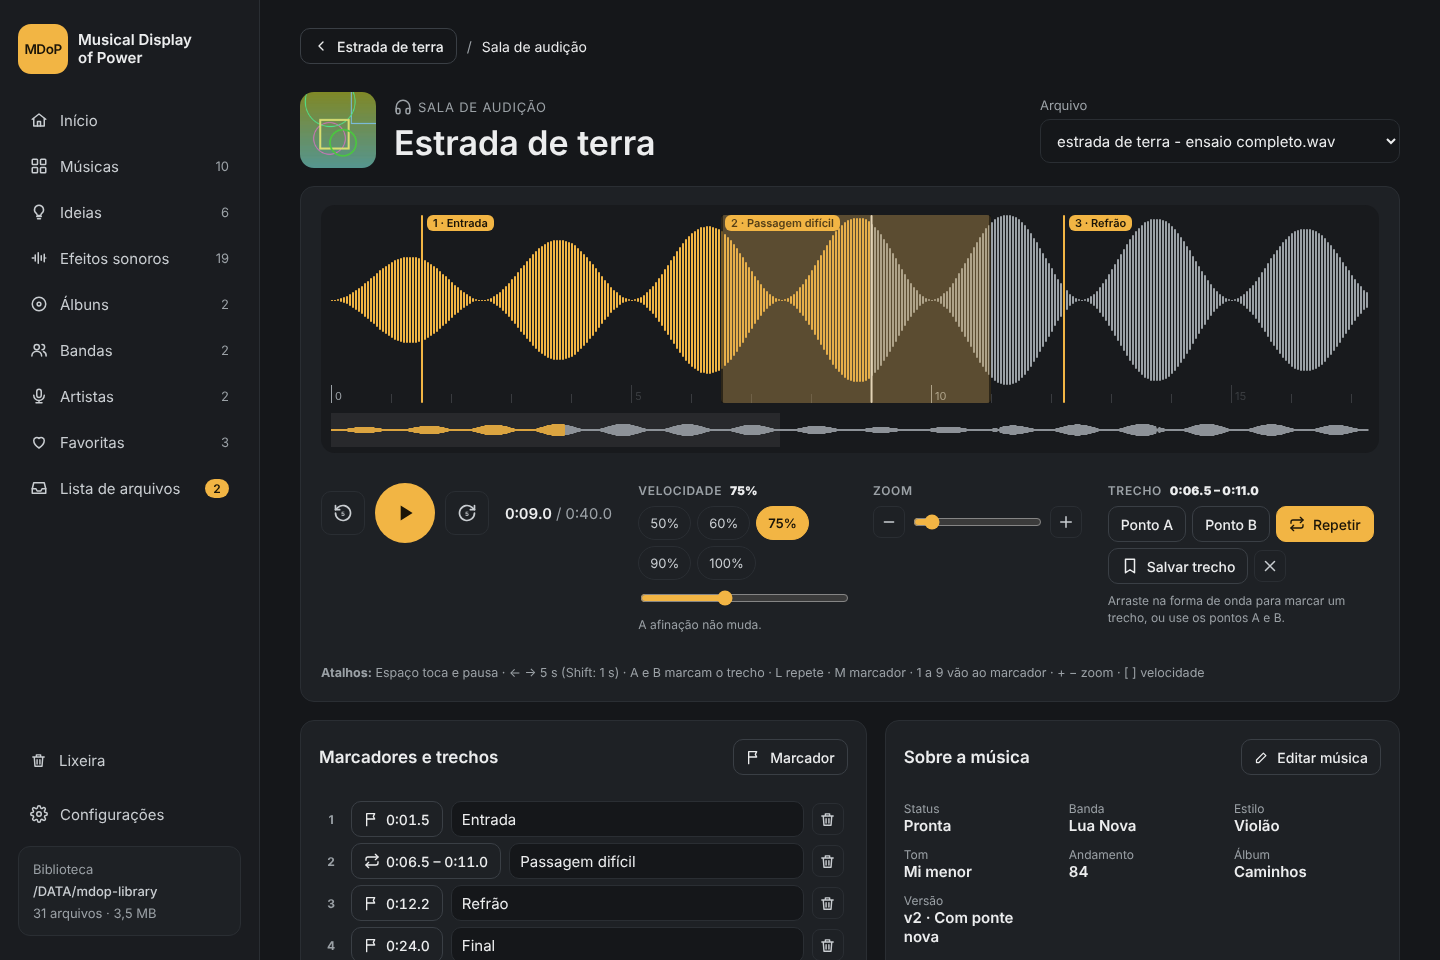 MDoP
Musical Display
of Power
Início
Músicas 10
Ideias 6
Efeitos sonoros 19
Álbuns 2
Bandas 2
Artistas 2
Favoritas 3
Lista de arquivos 2
Lixeira
Configurações
Biblioteca
/DATA/mdop-library
31 arquivos · 3,5 MB
Estrada de terra / Sala de audição
SALA DE AUDIÇÃO
Estrada de terra
Arquivo
estrada de terra - ensaio completo.wav
1 · Entrada
2 · Passagem difícil
3 · Refrão
0 5 10 15
5
5
0:09.0 / 0:40.0
VELOCIDADE 75%
50% 60% 75%
90% 100%
A afinação não muda.
ZOOM
TRECHO 0:06.5 – 0:11.0
Ponto A Ponto B Repetir
Salvar trecho
Arraste na forma de onda para marcar um
trecho, ou use os pontos A e B.
Atalhos: Espaço toca e pausa · ← → 5 s (Shift: 1 s) · A e B marcam o trecho · L repete · M marcador · 1 a 9 vão ao marcador · + − zoom · [ ] velocidade
Marcadores e trechos
Marcador
1 0:01.5 Entrada
2 0:06.5 – 0:11.0 Passagem difícil
3 0:12.2 Refrão
4 0:24.0 Final
Sobre a música
Editar música
Status Banda Estilo
Pronta Lua Nova Violão
Tom Andamento Álbum
Mi menor 84 Caminhos
Versão
v2 · Com ponte
nova